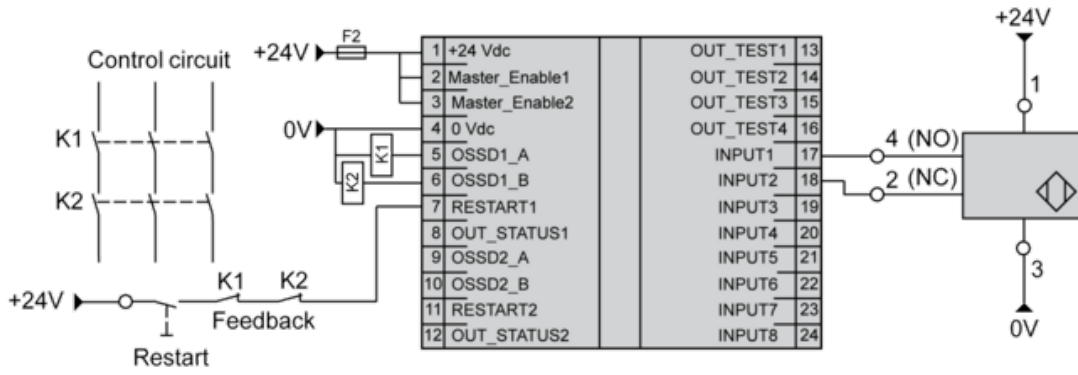 Control circuit
K1
K2
+24V
K1
K2
Feedback
Restart
+24V
F2
0V
K1
K2
1 +24 Vdc
2 Master_Enable1
3 Master_Enable2
4 0 Vdc
5 OSSD1_A
6 OSSD1_B
7 RESTART1
8 OUT_STATUS1
9 OSSD2_A
10 OSSD2_B
11 RESTART2
12 OUT_STATUS2
OUT_TEST1 13
OUT_TEST2 14
OUT_TEST3 15
OUT_TEST4 16
INPUT1 17
INPUT2 18
INPUT3 19
INPUT4 20
INPUT5 21
INPUT6 22
INPUT7 23
INPUT8 24
+24V
1
4 (NO)
2 (NC)
3
0V